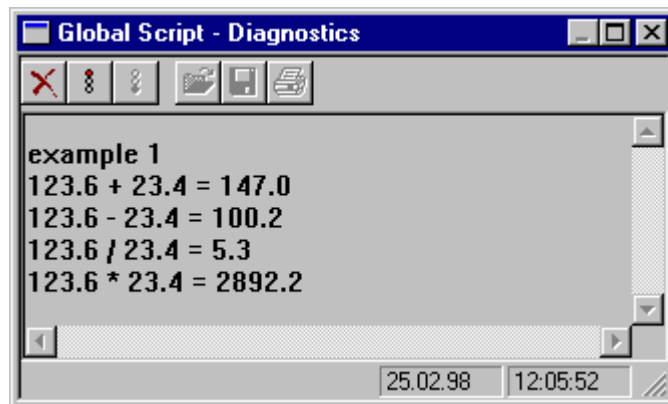 Global Script - Diagnostics
example 1
123.6 + 23.4 = 147.0
123.6 - 23.4 = 100.2
123.6 / 23.4 = 5.3
123.6 * 23.4 = 2892.2
25.02.98 12:05:52